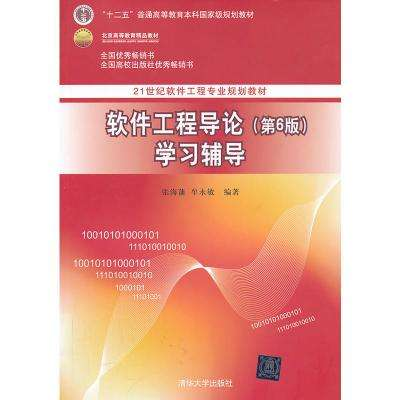 "十二五"普通高等教育本科国家级规划教材
北京高等教育精品教材
全国优秀畅销书
全国高校出版社优秀畅销书
21世纪软件工程专业规划教材
软件工程导论（第6版）
学习辅导
张海藩 牟永敏 编著
10010101000101
111010010010
10010101000101
111010010010
1010111
1010111
10010101000101
10010101000101
111010010010
清华大学出版社